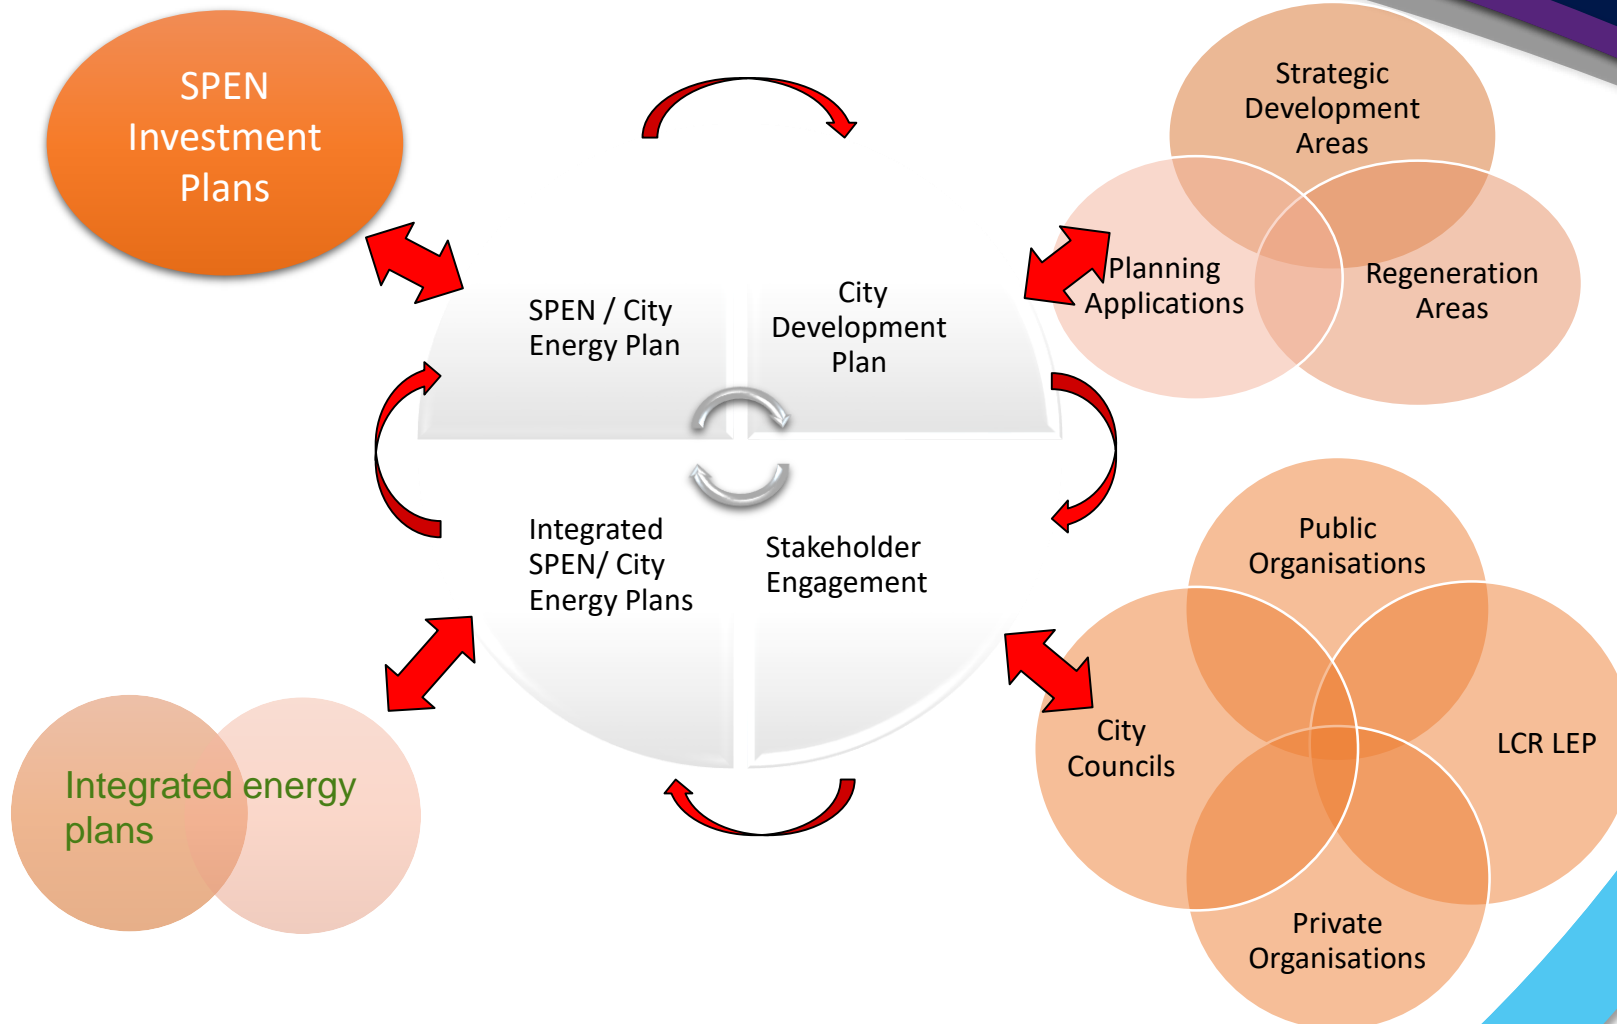 SPEN
Investment
Plans
Strategic
Development
Areas
Planning
Applications
Regeneration
Areas
SPEN / City
Energy Plan
City
Development
Plan
Integrated
SPEN/ City
Energy Plans
Stakeholder
Engagement
Public
Organisations
City
Councils
LCR LEP
Private
Organisations
Integrated energy
plans